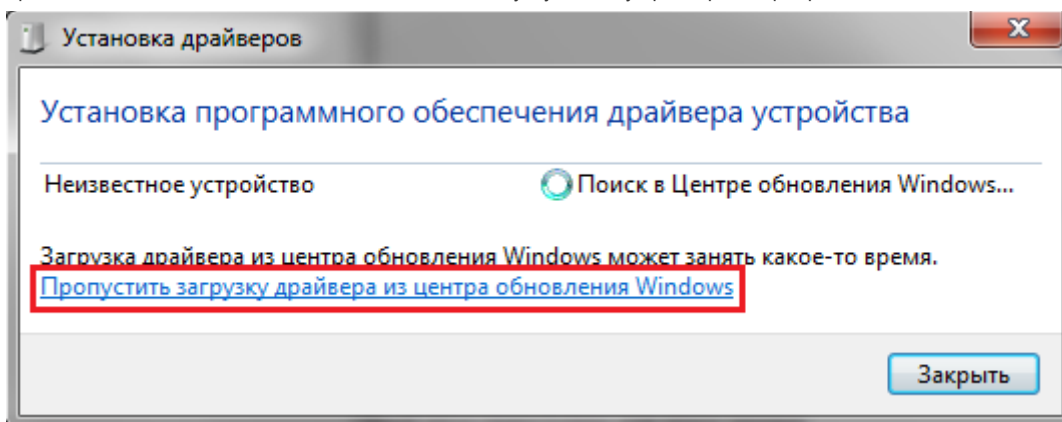 Установка драйверов
Установка программного обеспечения драйвера устройства
Неизвестное устройство Поиск в Центре обновления Windows...
Загрузка драйвера из центра обновления Windows может занять какое-то время.
Пропустить загрузку драйвера из центра обновления Windows
Закрыть